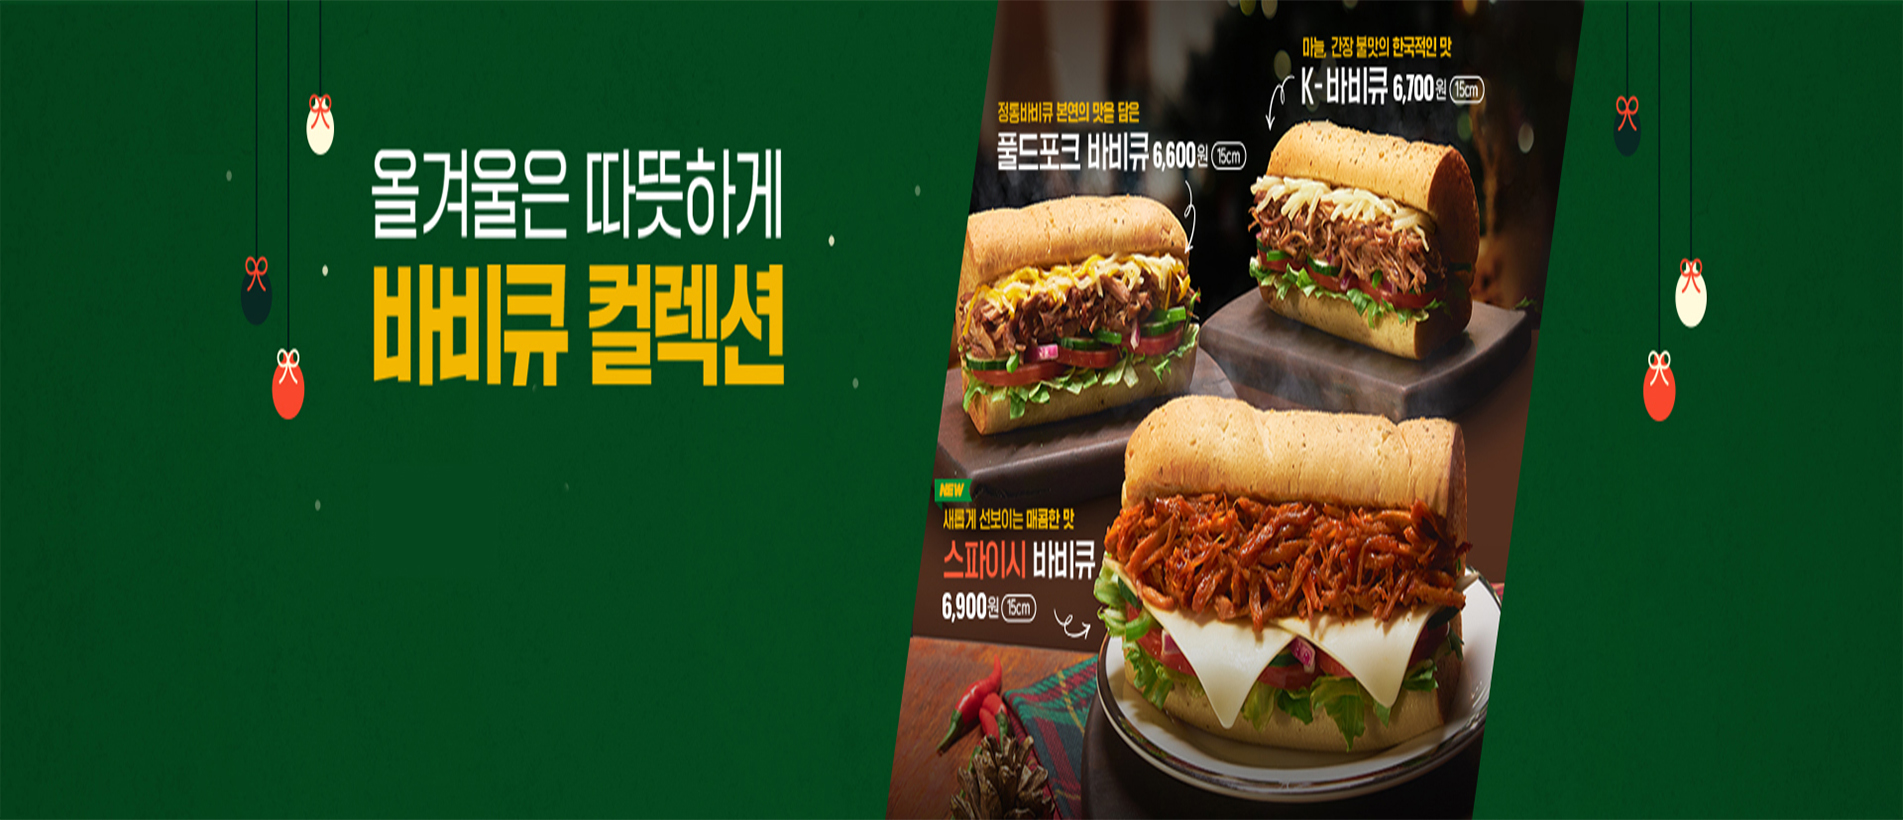 올겨울은 따뜻하게
바비큐 컬렉션
정통바비큐 본연의 맛을 담은
풀드포크 바비큐 6,600원 15cm
마늘, 간장 불맛의 한국적인 맛
K-바비큐 6,700원 15cm
NEW
새롭게 선보이는 매콤한 맛
스파이시 바비큐
6,900원 15cm